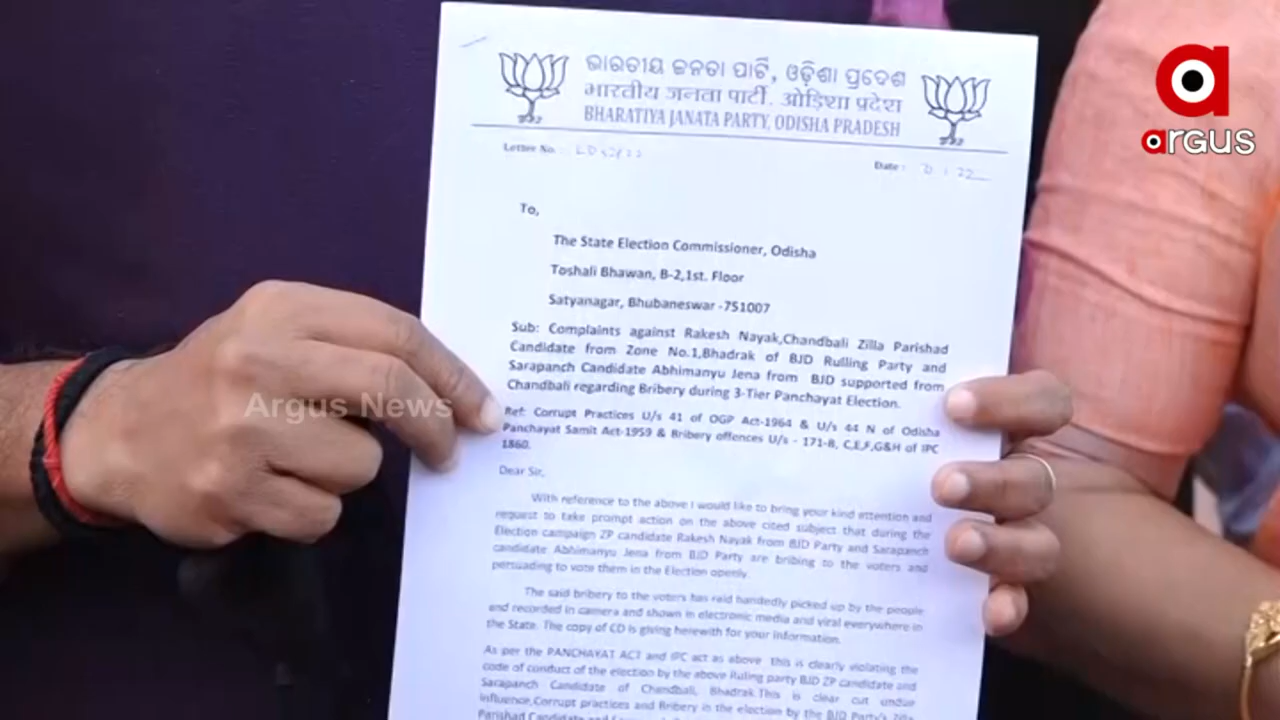 ଭାରତୀୟ ଜନତା ପାର୍ଟି, ଓଡ଼ିଶା ପ୍ରଦେଶ
भारतीय जनता पार्टी, ओड़िशा प्रदेश
BHARATIYA JANATA PARTY, ODISHA PRADESH
a
argus
Letter No.
Date :
To,
The State Election Commissioner, Odisha
Toshali Bhawan, B-2,1st. Floor
Satyanagar, Bhubaneswar -751007
Sub: Complaints against Rakesh Nayak,Chandbali Zilla Parishad
Candidate from Zone No.1,Bhadrak of BJD Rulling Party and
Sarapanch Candidate Abhimanyu Jena from BJD supported from
Chandbali regarding Bribery during 3-Tier Panchayat Election.
Argus News
Ref: Corrupt Practices U/s 41 of OGP Act-1964 & U/s 44 N of Odisha
Panchayat Samit Act-1959 & Bribery offences U/s - 171-B, C,E,F,G&H of IPC
1860.
Dear Sir,
With reference to the above I would like to bring your kind attention and
request to take prompt action on the above cited subject that during the
Election campaign ZP candidate Rakesh Nayak from BJD Party and Sarapanch
candidate Abhimanyu Jena from BJD Party are bribing to the voters and
persuading to vote them in the Election openly.
The said bribery to the voters has raid handedly picked up by the people
and recorded in camera and shown in electronic media and viral everywhere in
the State. The copy of CD is giving herewith for your information.
As per the PANCHAYAT ACT and IPC act as above this is clearly violating the
code of conduct of the election by the above Ruling party BJD ZP candidate and
Sarapanch Candidate of Chandbali, Bhadrak.This is clear cut undue
influence,Corrupt practices and Bribery in the election by the BJD Party's Zilla
Parishad Candidate and